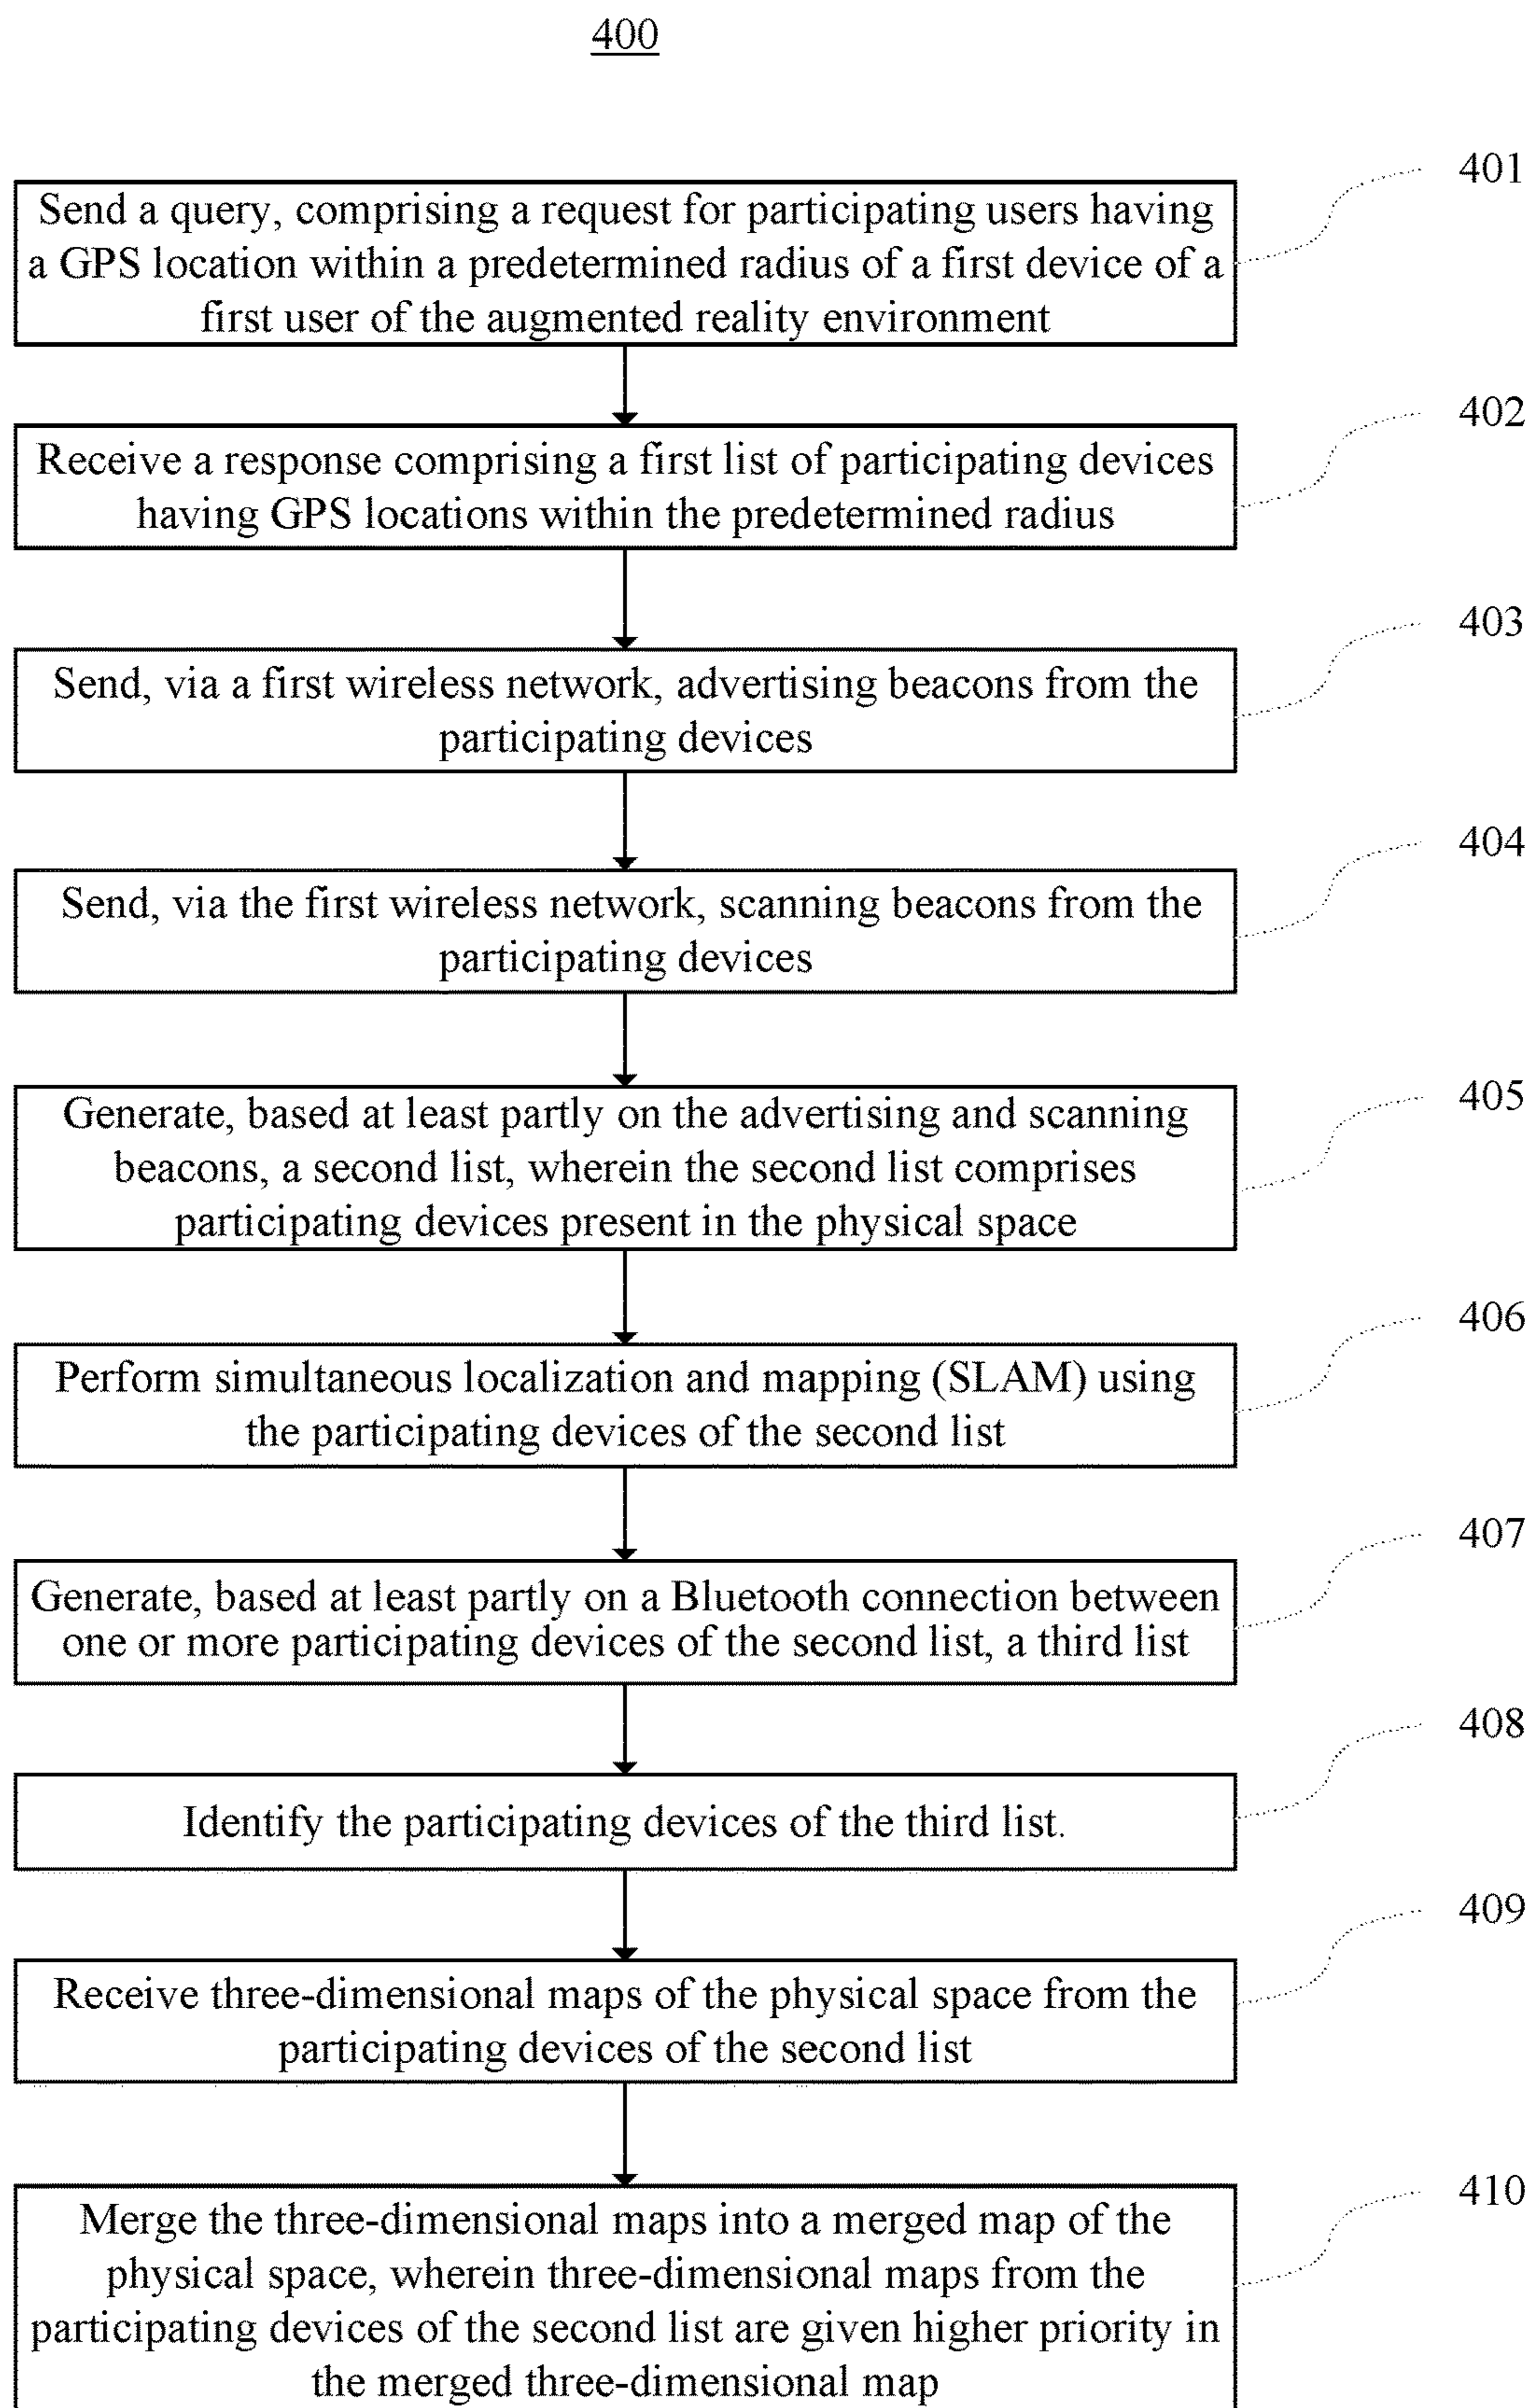 400
401
Send a query, comprising a request for participating users having
a GPS location within a predetermined radius of a first device of a
first user of the augmented reality environment
402
Receive a response comprising a first list of participating devices
having GPS locations within the predetermined radius
403
Send, via a first wireless network, advertising beacons from the
participating devices
404
Send, via the first wireless network, scanning beacons from the
participating devices
405
Generate, based at least partly on the advertising and scanning
beacons, a second list, wherein the second list comprises
participating devices present in the physical space
406
Perform simultaneous localization and mapping (SLAM) using
the participating devices of the second list
407
Generate, based at least partly on a Bluetooth connection between
one or more participating devices of the second list, a third list
408
Identify the participating devices of the third list.
409
Receive three-dimensional maps of the physical space from the
participating devices of the second list
410
Merge the three-dimensional maps into a merged map of the
physical space, wherein three-dimensional maps from the
participating devices of the second list are given higher priority in
the merged three-dimensional map